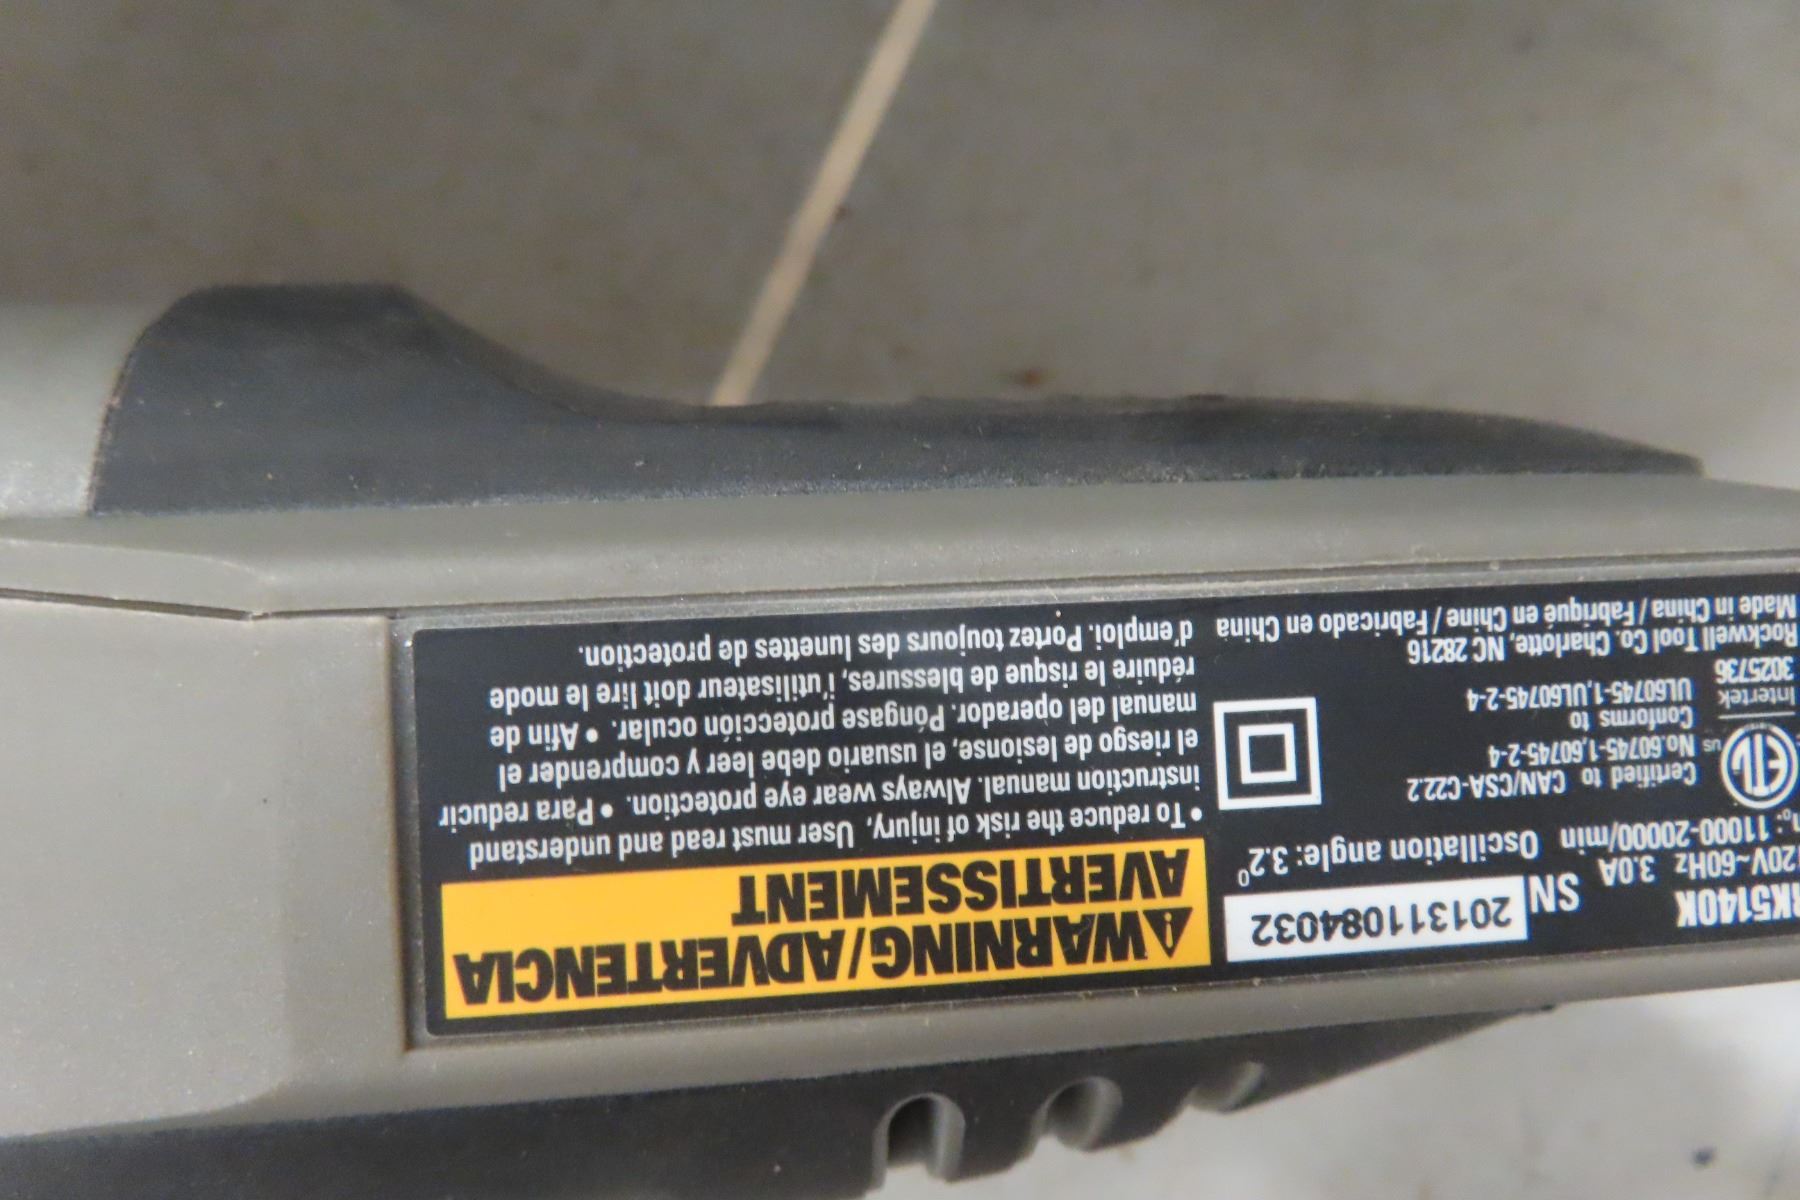 RK5140K SN 201311084032
120V~60Hz 3.0A
n₀: 11000-20000/min Oscillation angle: 3.2⁰
ETL
US
Intertek
3025736
Certified to CAN/CSA-C22.2
No.60745-1,60745-2-4
Conforms to
UL60745-1,UL60745-2-4
Rockwell Tool Co. Charlotte, NC 28216
Made in China / Fabriqué en Chine / Fabricado en China
WARNING/ADVERTENCIA
AVERTISSEMENT
• To reduce the risk of injury, User must read and understand
instruction manual. Always wear eye protection. • Para reducir
el riesgo de lesionse, el usuario debe leer y comprender el
manual del operador. Póngase protección ocular. • Afin de
réduire le risque de blessures, i'utilisateur doit lire le mode
d'emploi. Portez toujours des lunettes de protection.